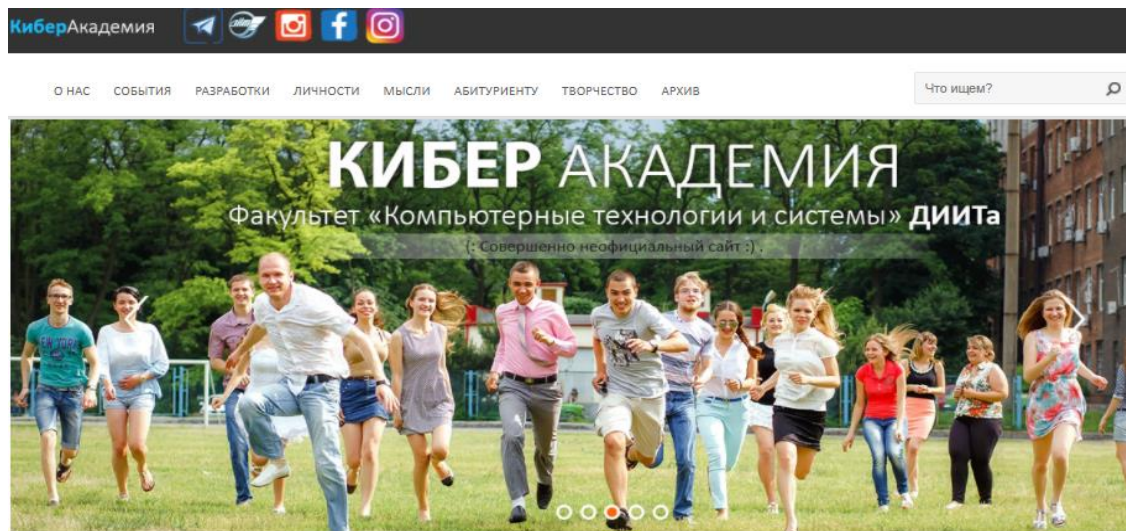 КиберАкадемия
О НАС СОБЫТИЯ РАЗРАБОТКИ ЛИЧНОСТИ МЫСЛИ АБИТУРИЕНТУ ТВОРЧЕСТВО АРХИВ
Что ищем?
КИБЕР АКАДЕМИЯ
Факультет «Компьютерные технологии и системы» ДИИТа
(: Совершенно неофициальный сайт :) .